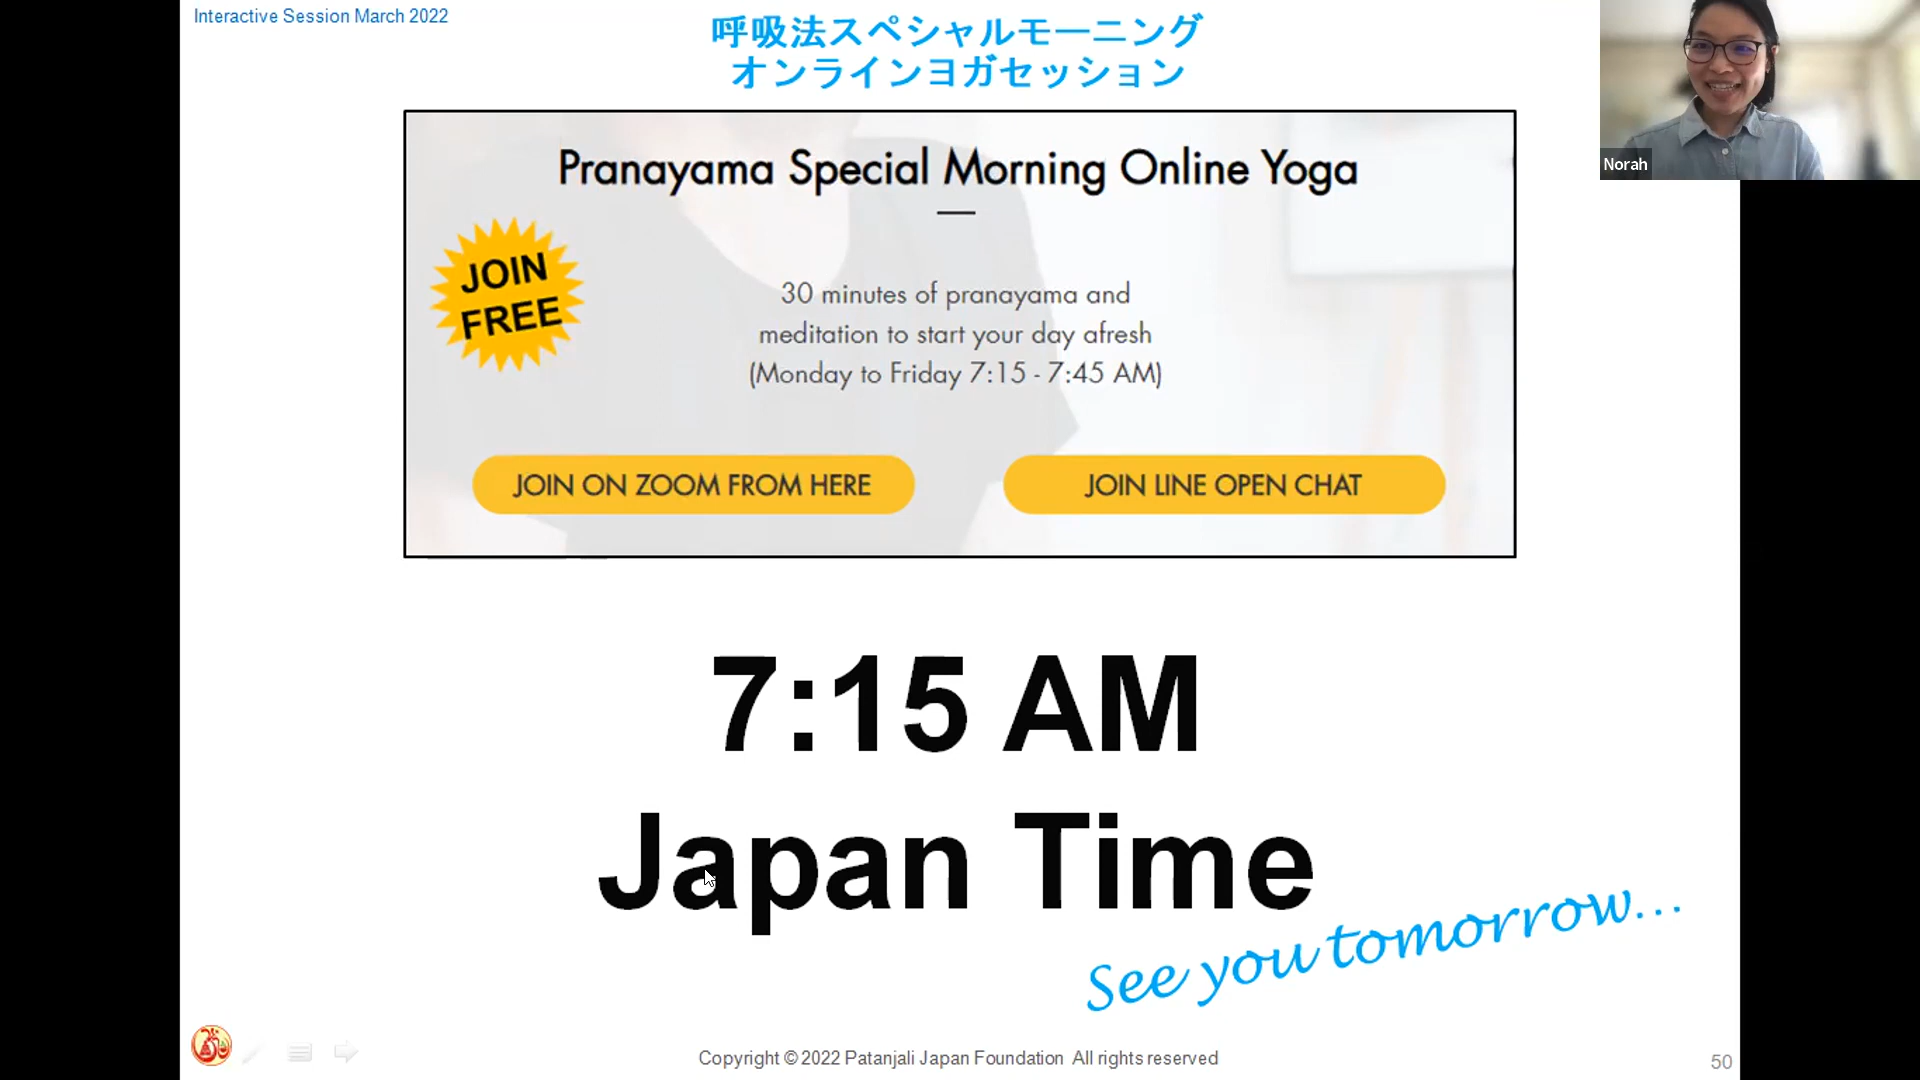 Interactive Session March 2022
呼吸法スペシャルモーニング
オンラインヨガセッション
Norah
Pranayama Special Morning Online Yoga
JOIN
FREE
30 minutes of pranayama and
meditation to start your day afresh
(Monday to Friday 7:15 - 7:45 AM)
JOIN ON ZOOM FROM HERE
JOIN LINE OPEN CHAT
7:15 AM
Japan Time
See you tomorrow...
Copyright © 2022 Patanjali Japan Foundation All rights reserved
50